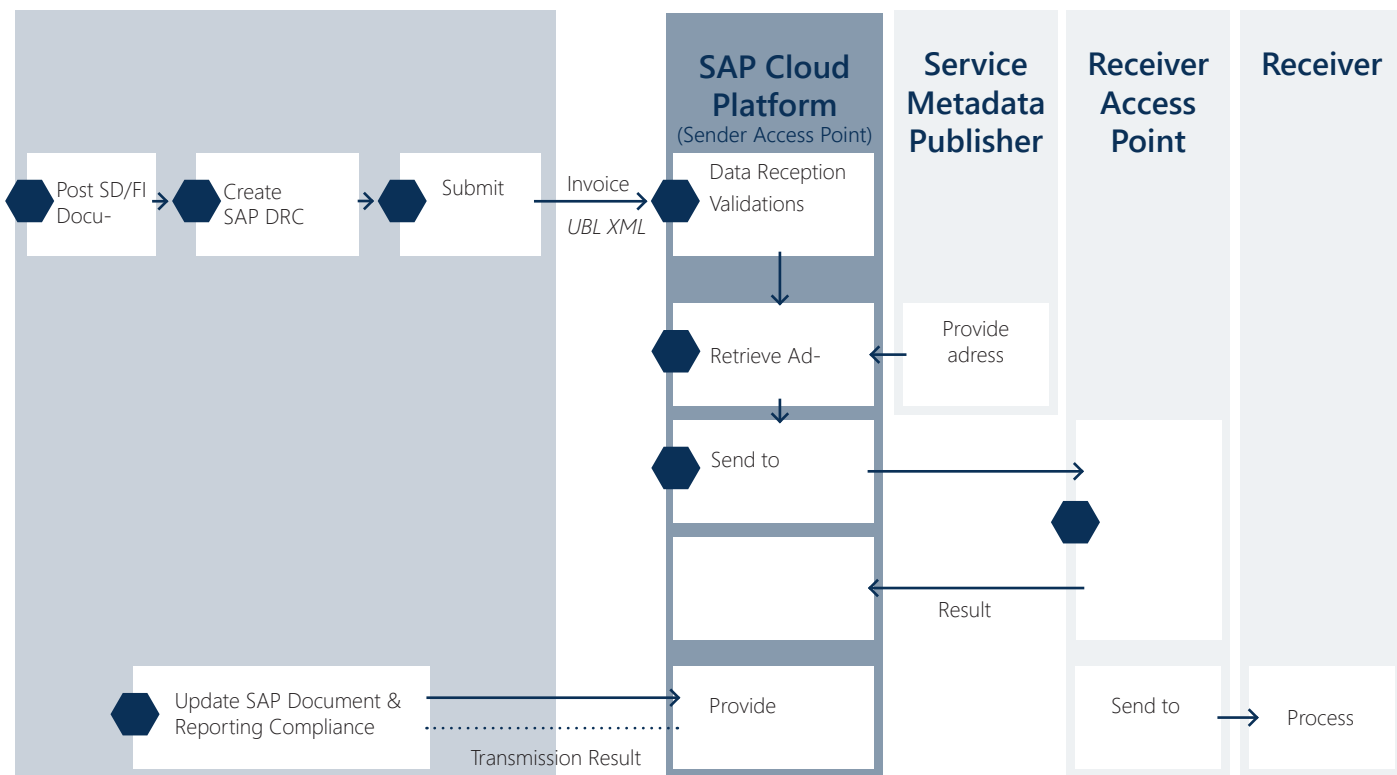 SAP Cloud
Platform
(Sender Access Point)
Service
Metadata
Publisher
Receiver
Access
Point
Receiver
Post SD/FI
Docu-
Create
SAP DRC
Submit
Invoice
UBL XML
Data Reception
Validations
Retrieve Ad-
Provide
adress
Send to
Result
Update SAP Document &
Reporting Compliance
Transmission Result
Provide
Send to
Process